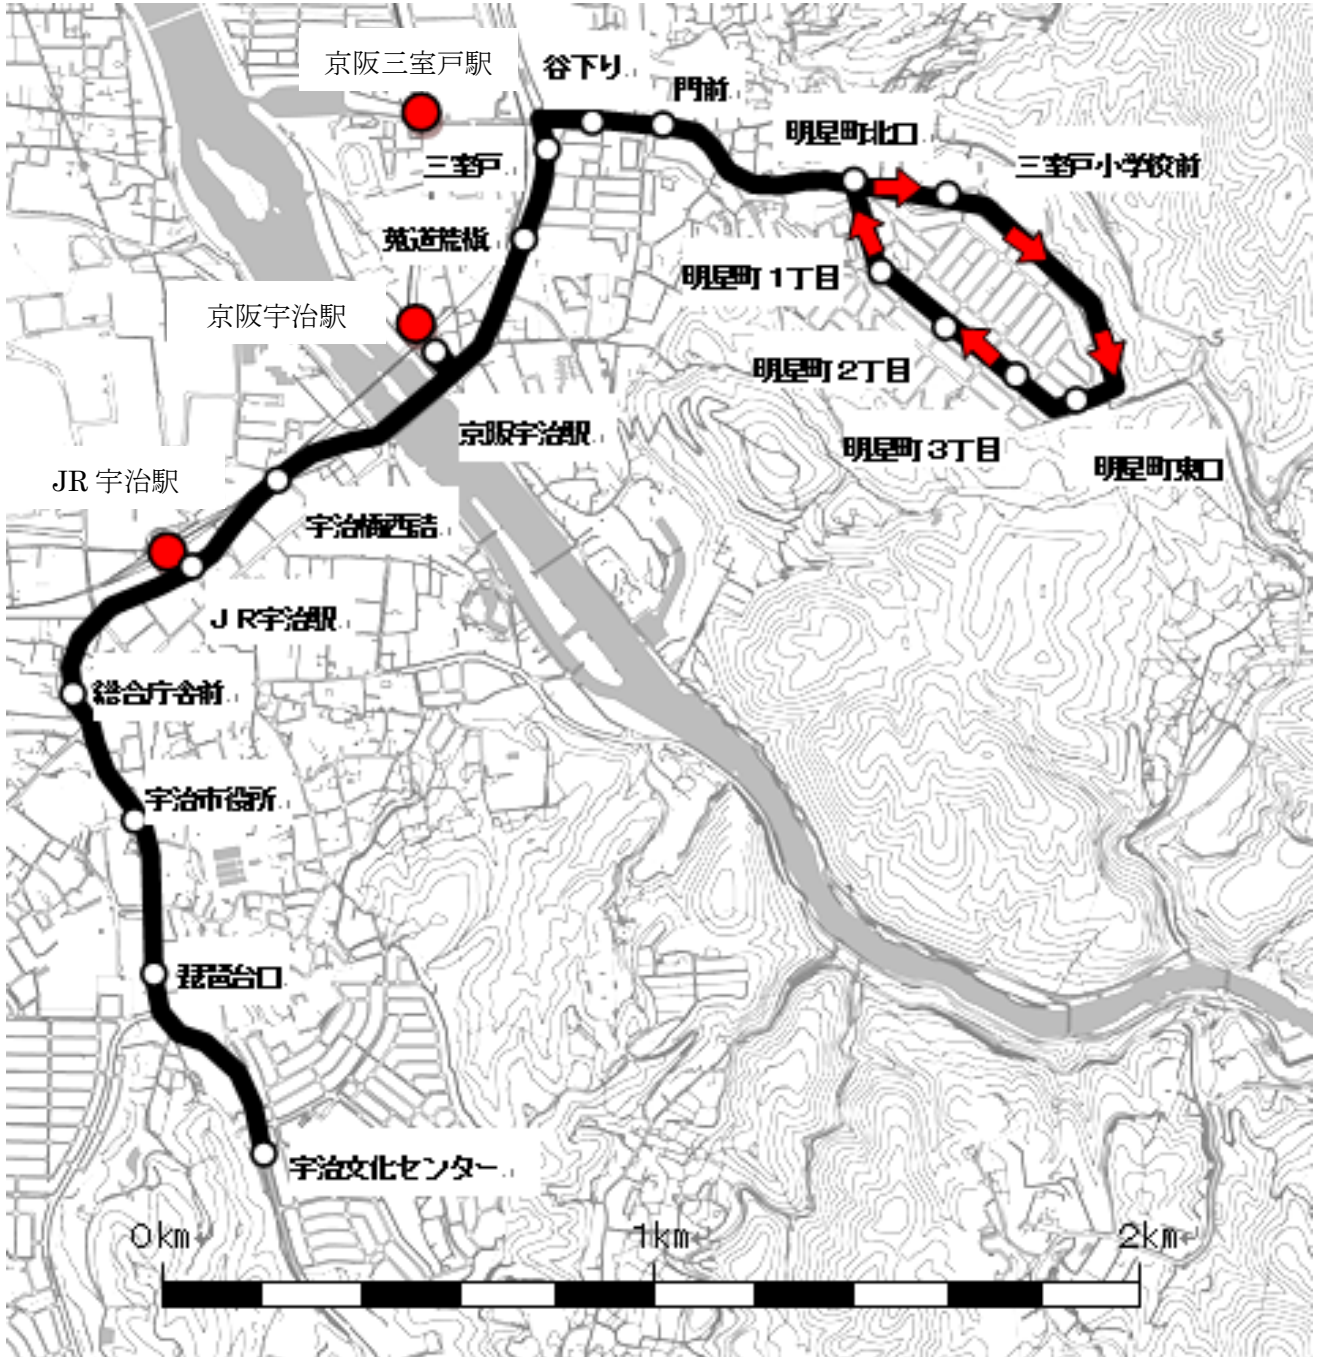 京阪三室戸駅
谷下り
門前
明星町北口
三室戸小学校前
三室戸
菟道荒槇
明星町1丁目
京阪宇治駅
明星町2丁目
京阪宇治駅
明星町3丁目
明星町東口
JR宇治駅
宇治橋西詰
JR宇治駅
総合庁舎前
宇治市役所
琵琶台口
宇治文化センター
0km
1km
2km